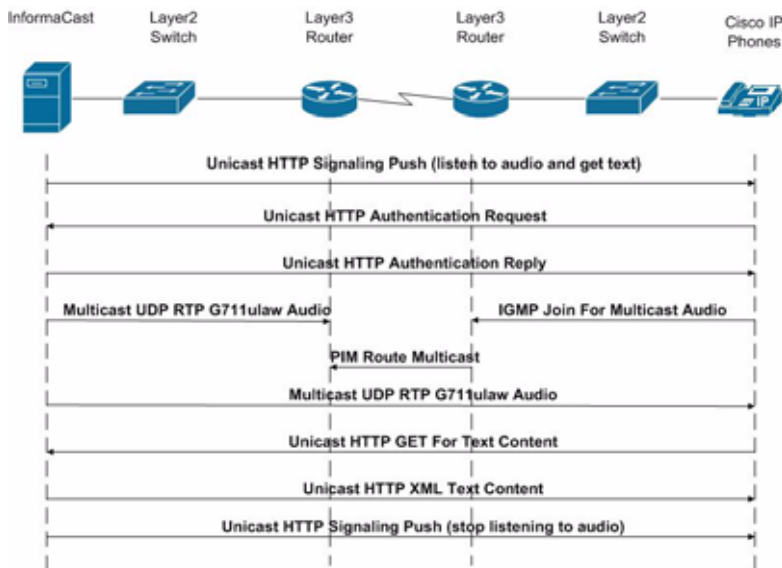 InformaCast
Layer2
Switch
Layer3
Router
Layer3
Router
Layer2
Switch
Cisco IP
Phones
IP
Unicast HTTP Signaling Push (listen to audio and get text)
Unicast HTTP Authentication Request
Unicast HTTP Authentication Reply
Multicast UDP RTP G711ulaw Audio
IGMP Join For Multicast Audio
PIM Route Multicast
Multicast UDP RTP G711ulaw Audio
Unicast HTTP GET For Text Content
Unicast HTTP XML Text Content
Unicast HTTP Signaling Push (stop listening to audio)